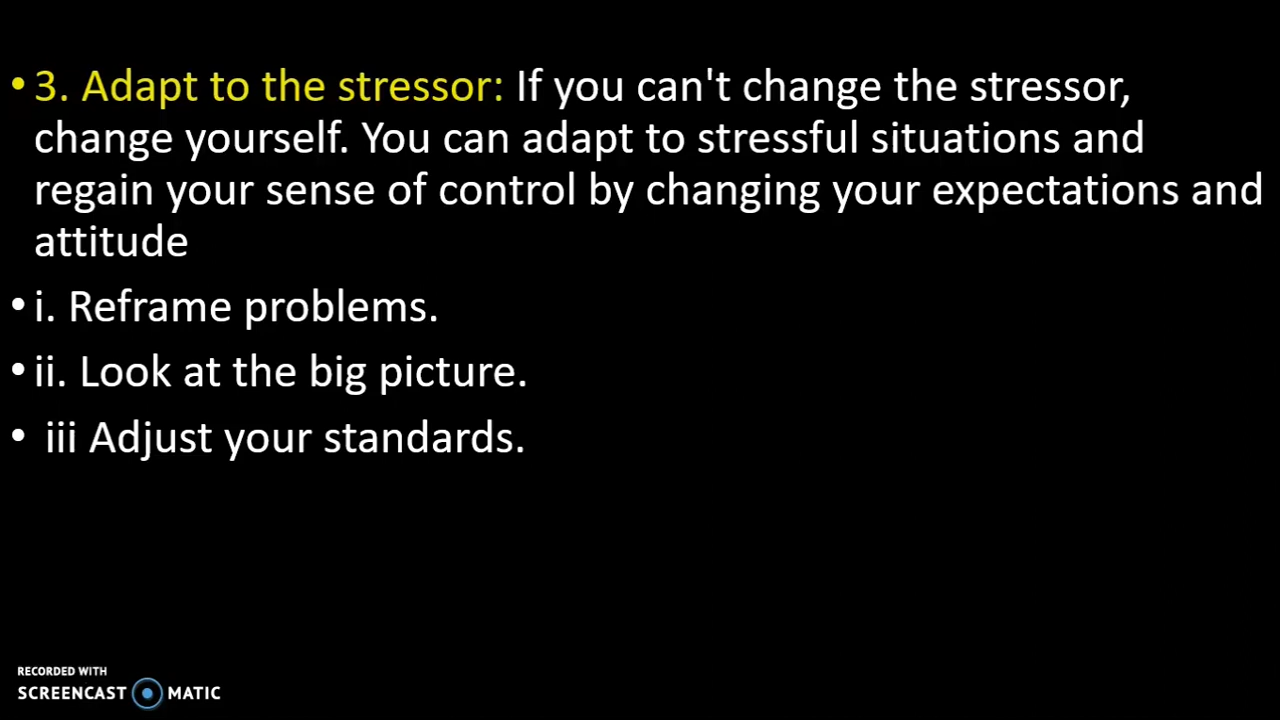 • 3. Adapt to the stressor: If you can't change the stressor,
change yourself. You can adapt to stressful situations and
regain your sense of control by changing your expectations and
attitude
• i. Reframe problems.
• ii. Look at the big picture.
• iii Adjust your standards.
RECORDED WITH
SCREENCAST MATIC